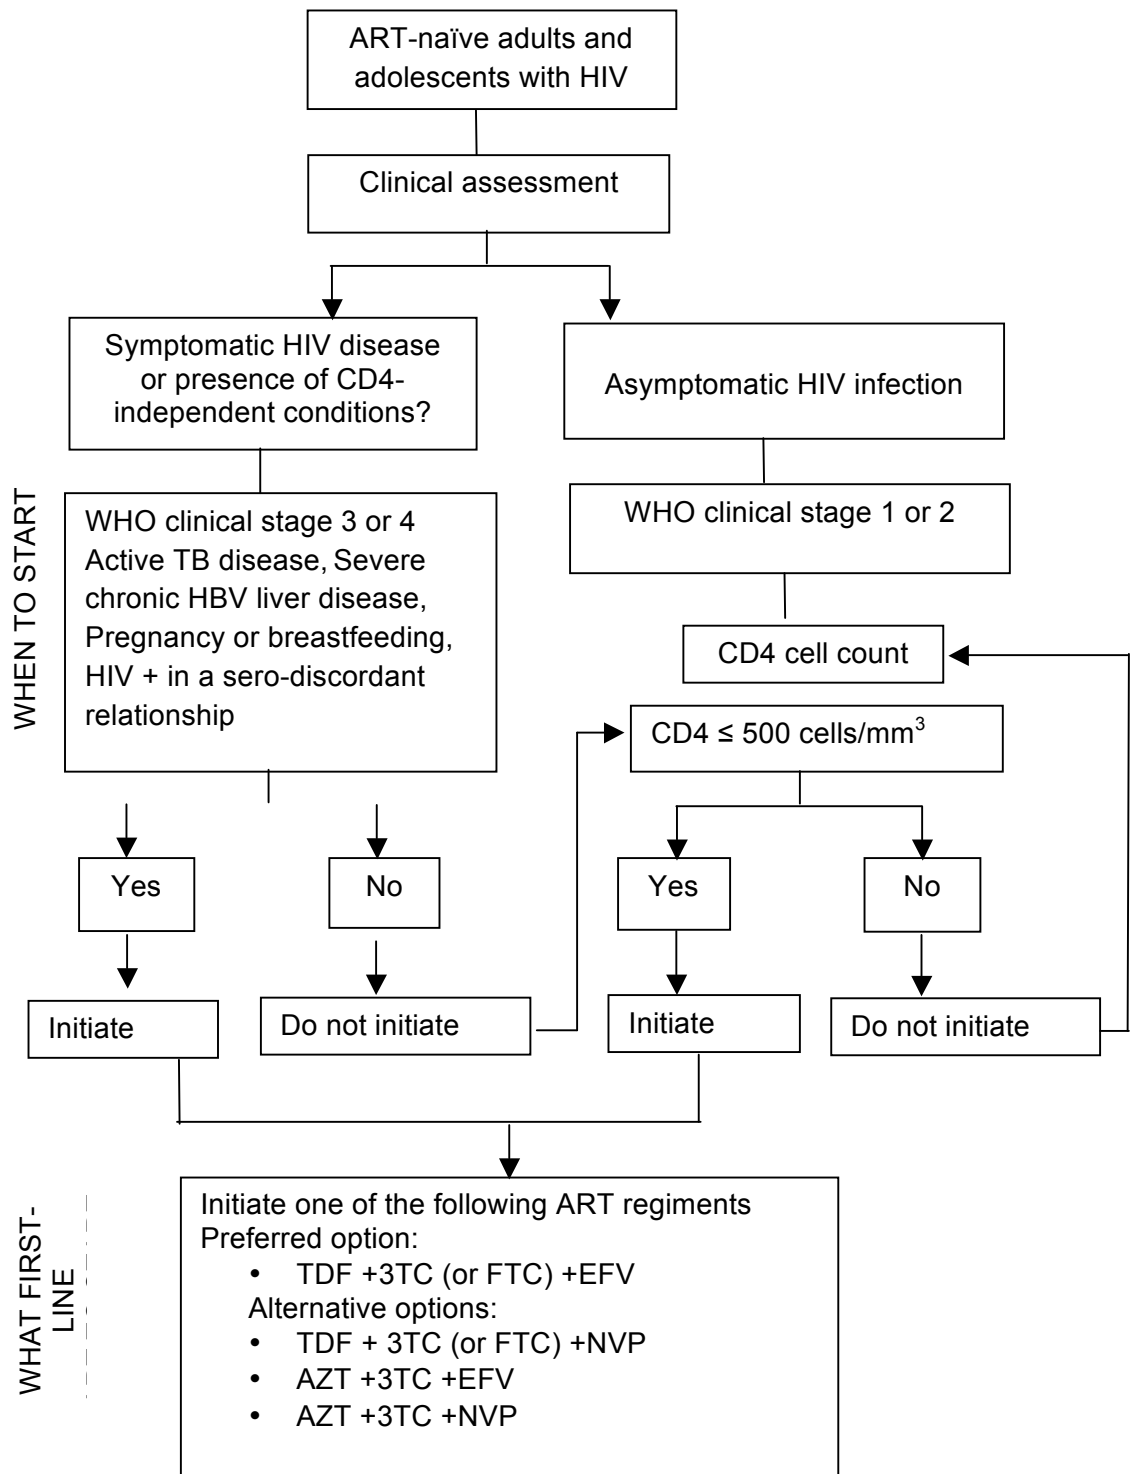 ART-naïve adults and
adolescents with HIV
Clinical assessment
Symptomatic HIV disease
or presence of CD4-
independent conditions?
Asymptomatic HIV infection
WHEN TO START
WHO clinical stage 3 or 4
Active TB disease, Severe
chronic HBV liver disease,
Pregnancy or breastfeeding,
HIV + in a sero-discordant
relationship
WHO clinical stage 1 or 2
CD4 cell count
CD4 ≤ 500 cells/mm³
Yes
No
Yes
No
Initiate
Do not initiate
Initiate
Do not initiate
WHAT FIRST-
LINE
Initiate one of the following ART regiments
Preferred option:
• TDF +3TC (or FTC) +EFV
Alternative options:
• TDF + 3TC (or FTC) +NVP
• AZT +3TC +EFV
• AZT +3TC +NVP